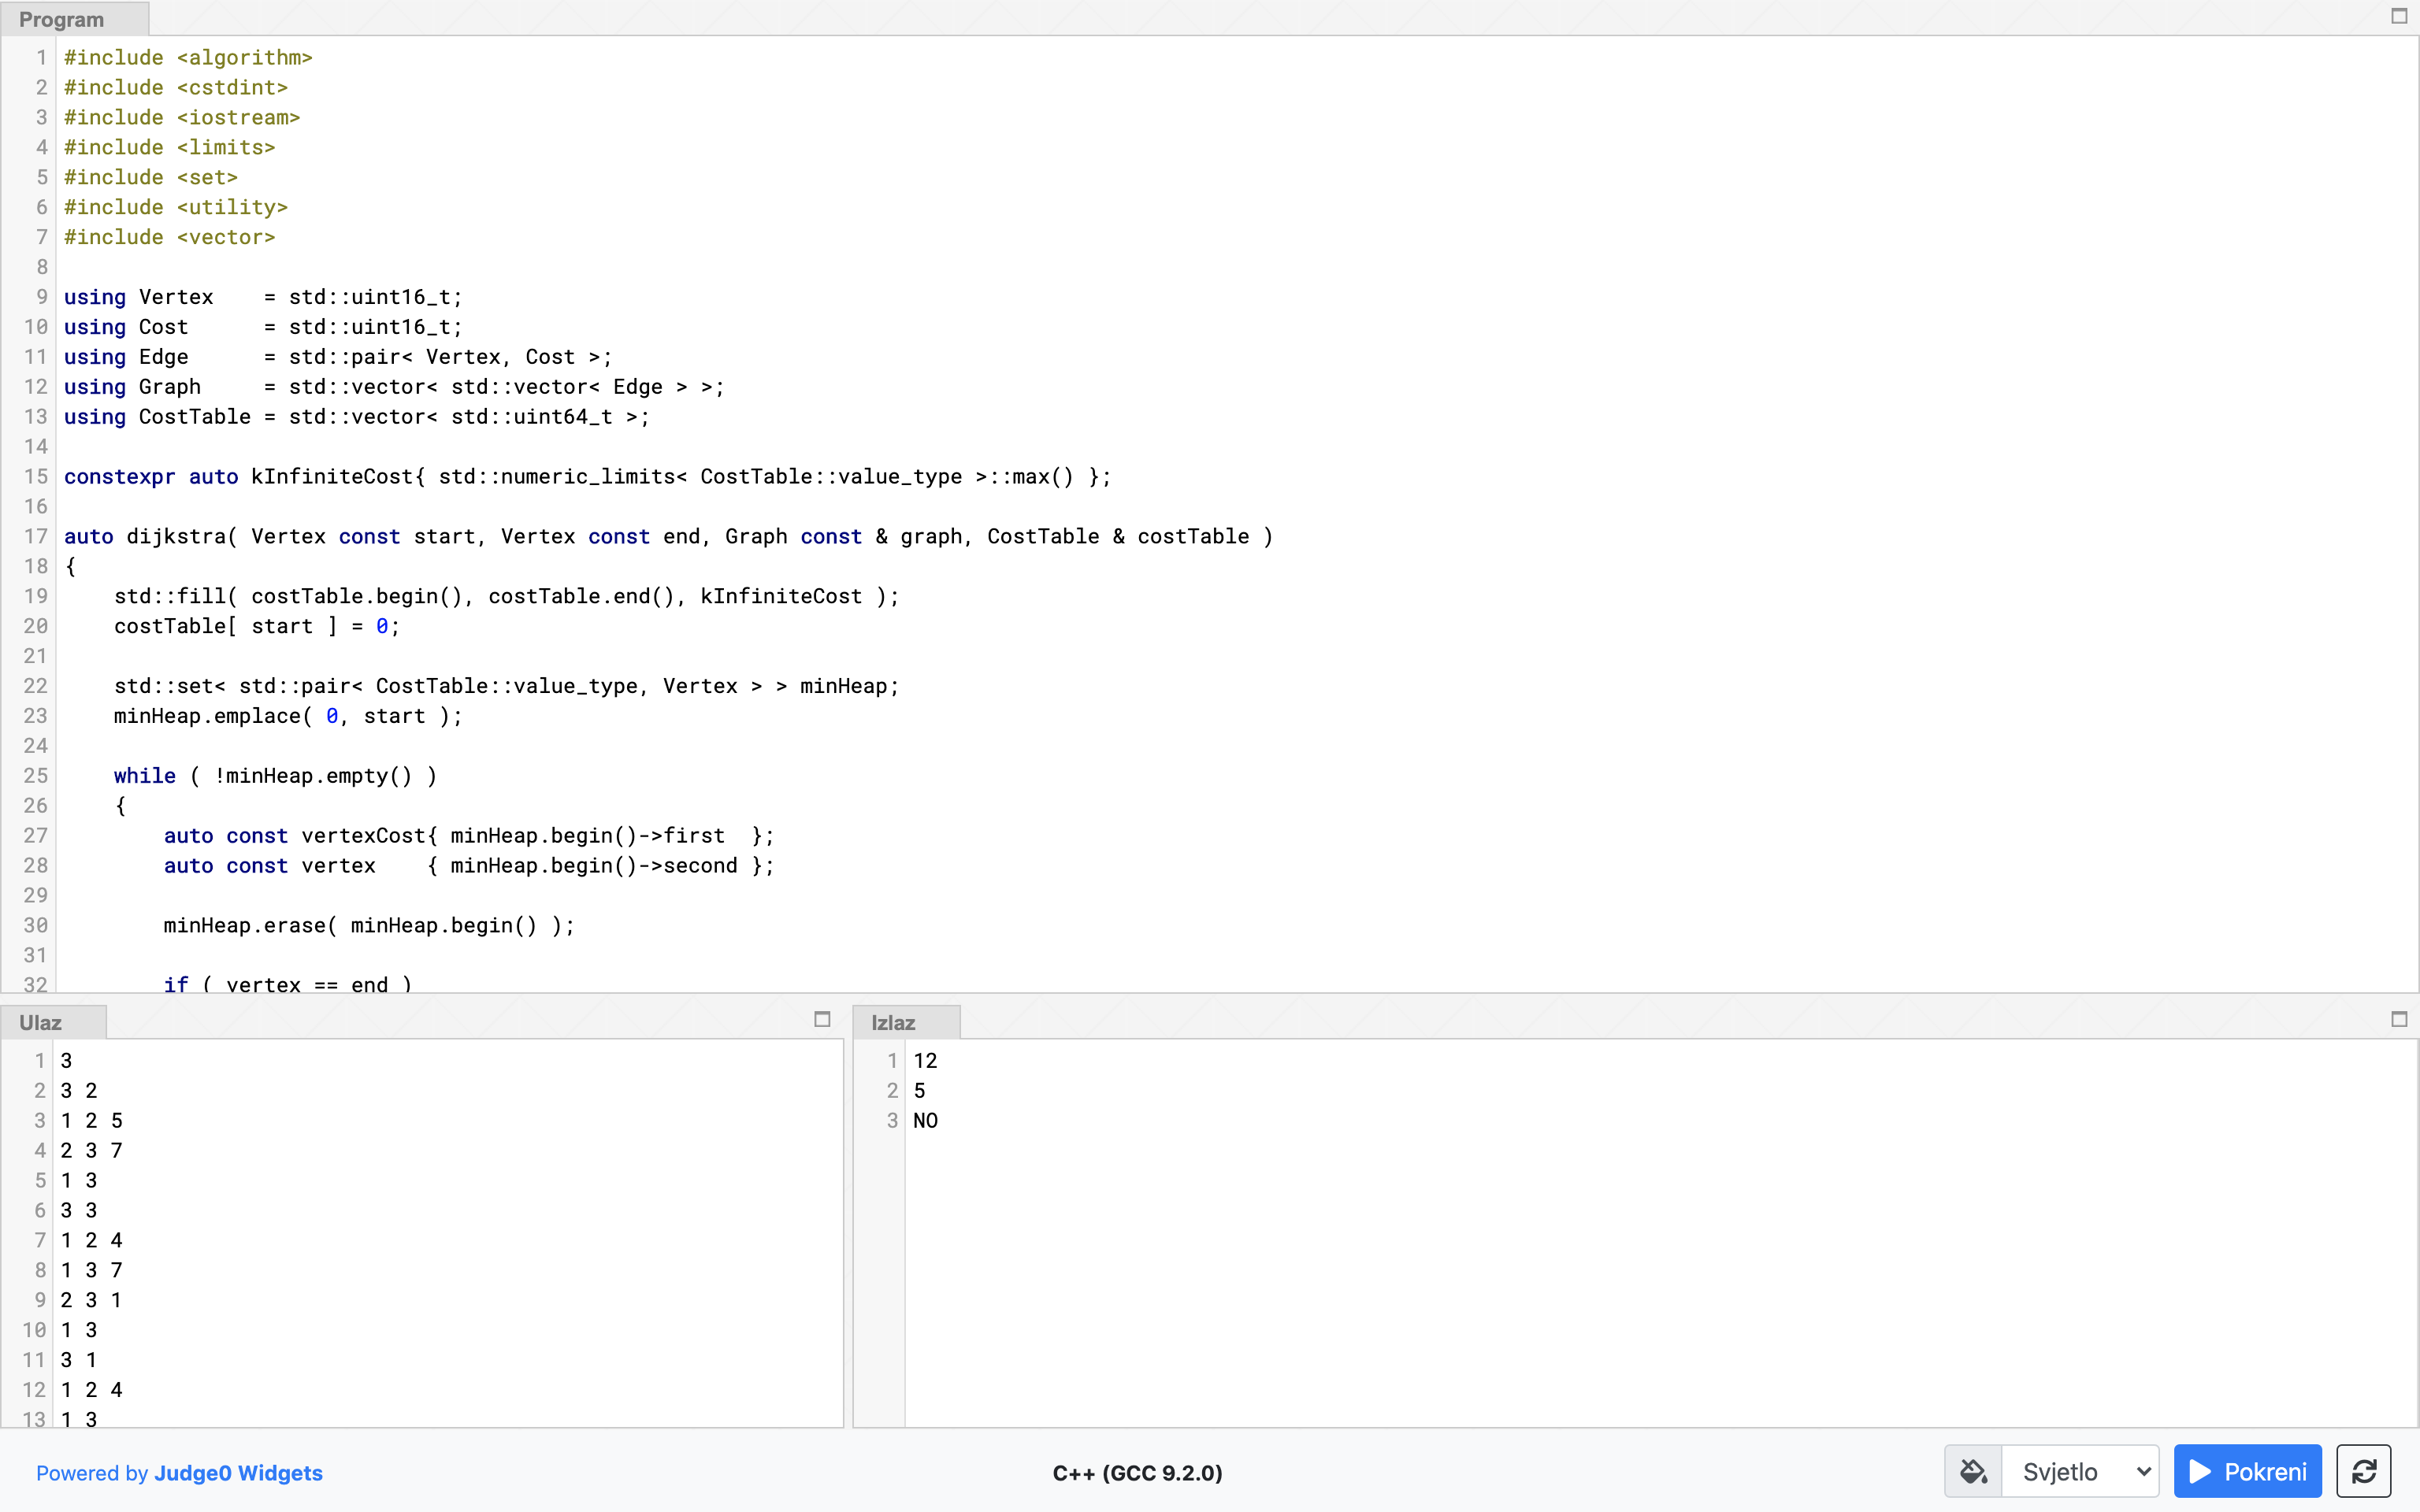 Program
1 #include <algorithm>
2 #include <cstdint>
3 #include <iostream>
4 #include <limits>
5 #include <set>
6 #include <utility>
7 #include <vector>
8
9 using Vertex    = std::uint16_t;
10 using Cost      = std::uint16_t;
11 using Edge      = std::pair< Vertex, Cost >;
12 using Graph     = std::vector< std::vector< Edge > >;
13 using CostTable = std::vector< std::uint64_t >;
14
15 constexpr auto kInfiniteCost{ std::numeric_limits< CostTable::value_type >::max() };
16
17 auto dijkstra( Vertex const start, Vertex const end, Graph const & graph, CostTable & costTable )
18 {
19     std::fill( costTable.begin(), costTable.end(), kInfiniteCost );
20     costTable[ start ] = 0;
21
22     std::set< std::pair< CostTable::value_type, Vertex > > minHeap;
23     minHeap.emplace( 0, start );
24
25     while ( !minHeap.empty() )
26     {
27         auto const vertexCost{ minHeap.begin()->first  };
28         auto const vertex    { minHeap.begin()->second };
29
30         minHeap.erase( minHeap.begin() );
31
32         if ( vertex == end )
Ulaz
1 3
2 3 2
3 1 2 5
4 2 3 7
5 1 3
6 3 3
7 1 2 4
8 1 3 7
9 2 3 1
10 1 3
11 3 1
12 1 2 4
13 1 3
Izlaz
1 12
2 5
3 NO
Powered by Judge0 Widgets
C++ (GCC 9.2.0)
Svjetlo
Pokreni